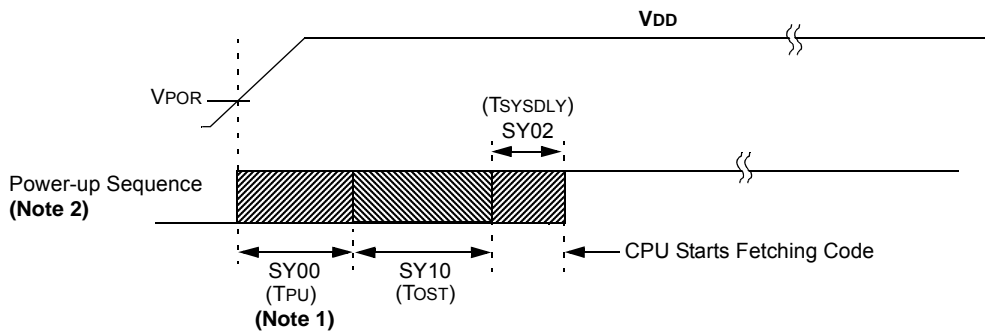 VDD
VPOR
(TSYSDLY)
SY02
Power-up Sequence
(Note 2)
CPU Starts Fetching Code
SY00
(TPU)
(Note 1)
SY10
(TOST)